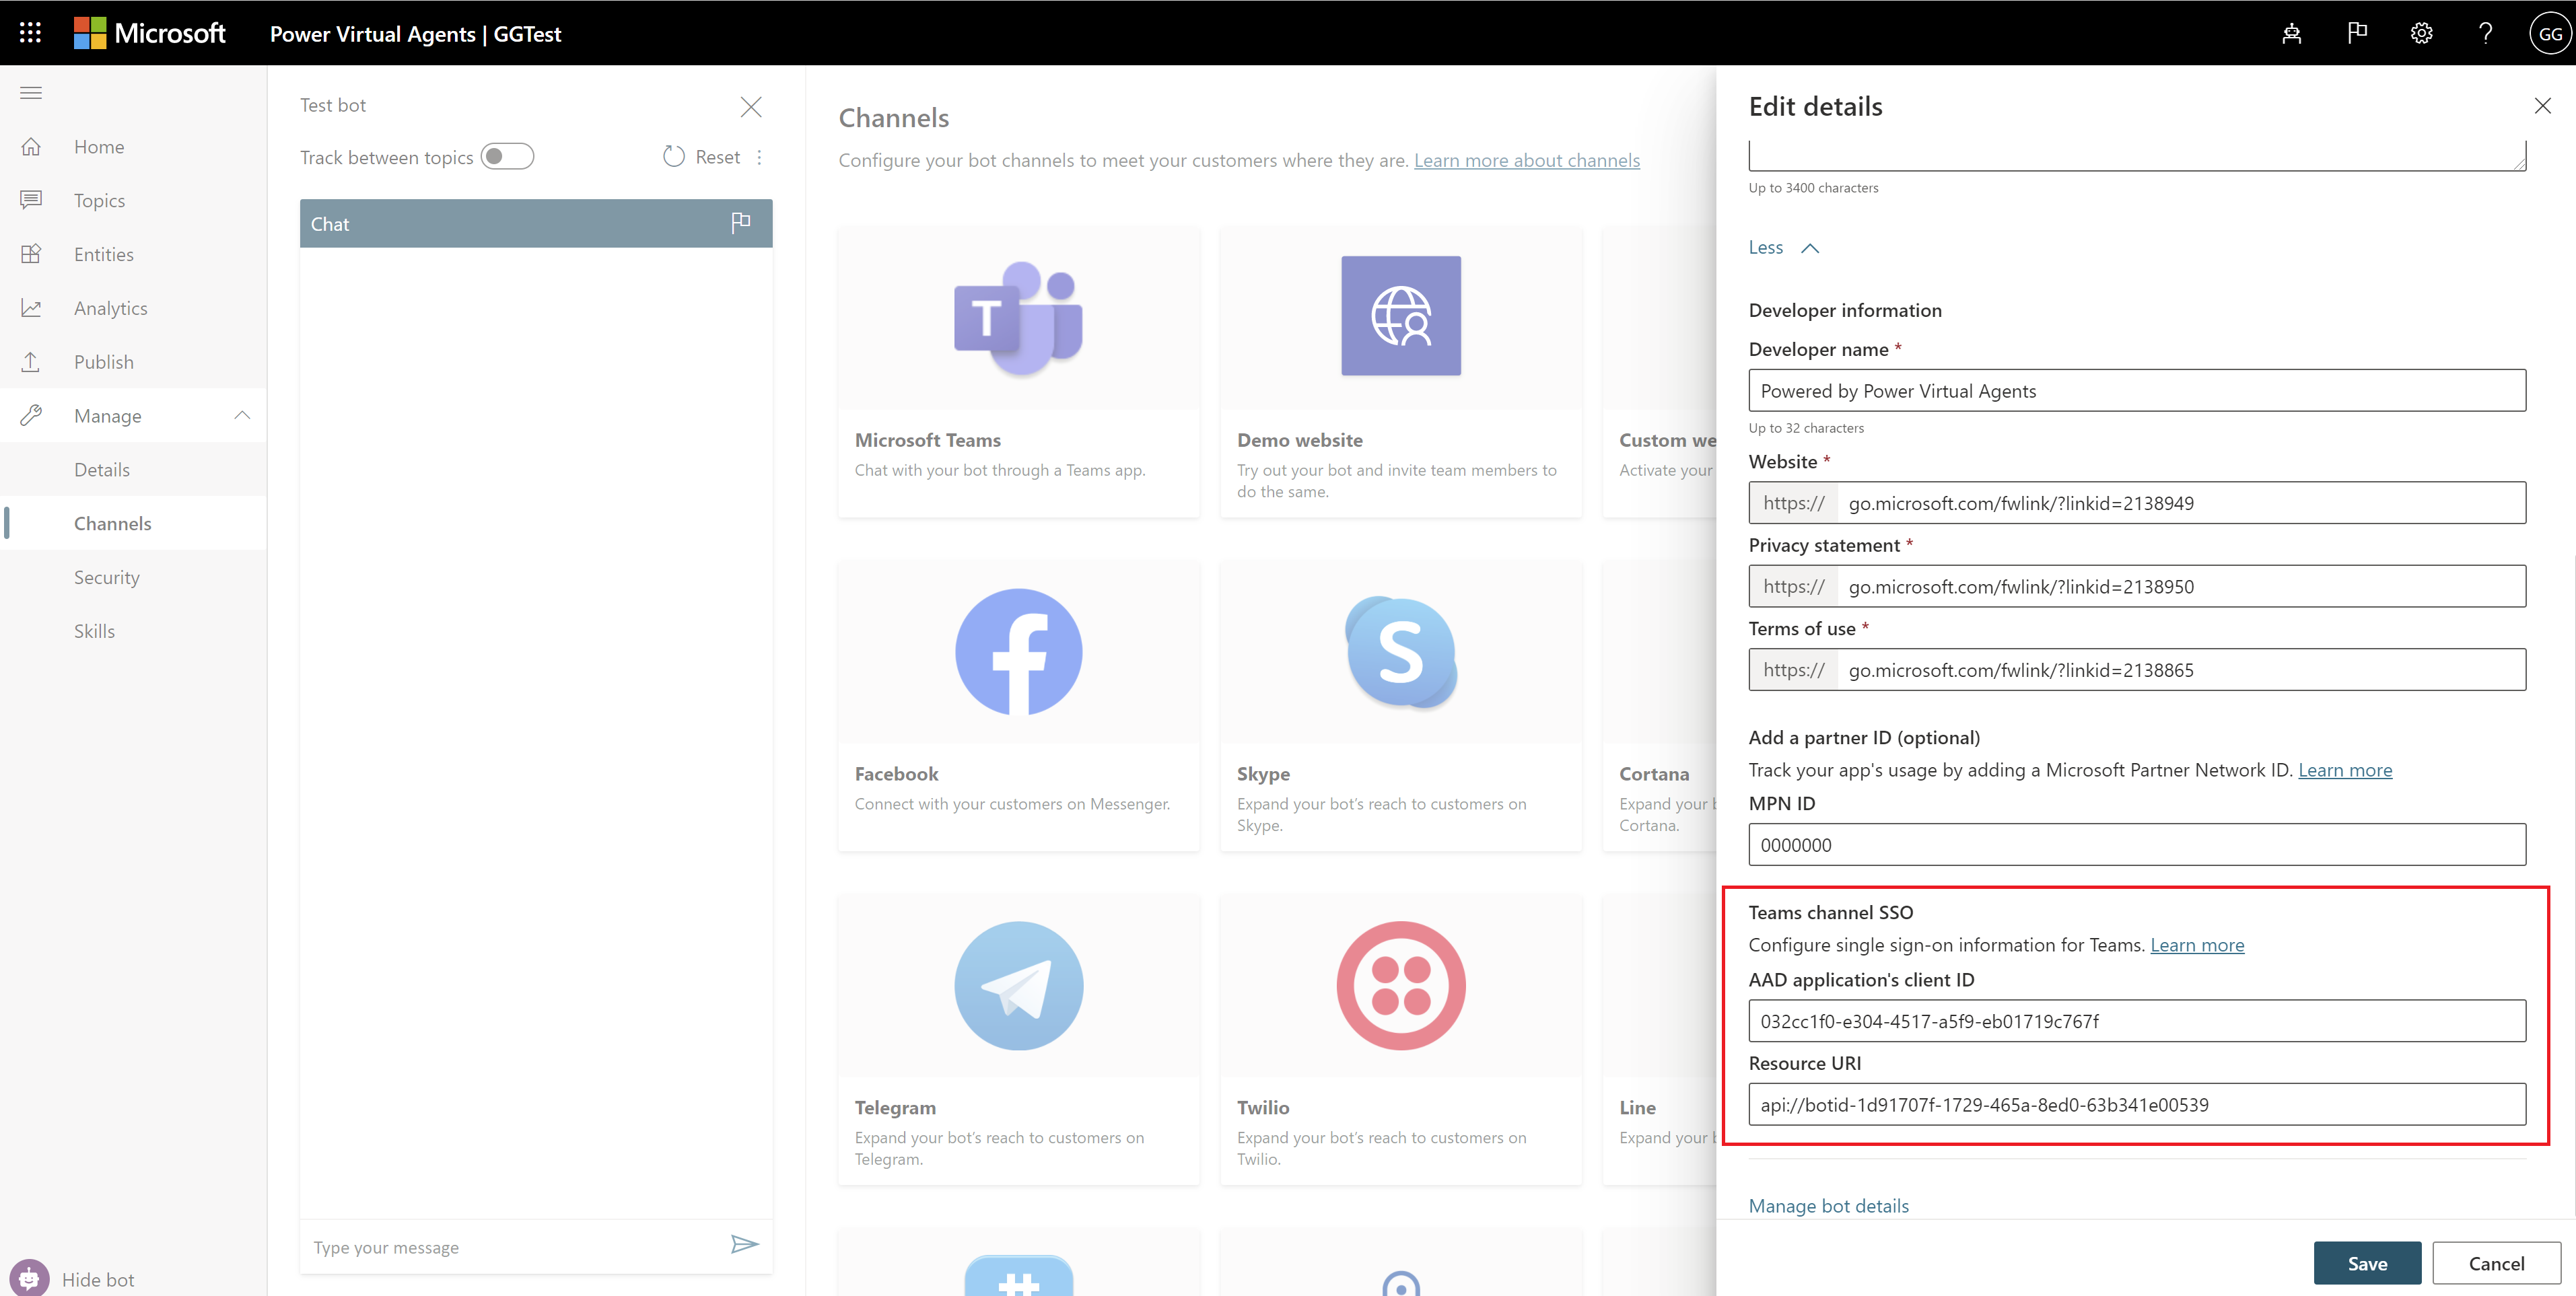 Microsoft
Power Virtual Agents | GGTest
GG
Home
Topics
Entities
Analytics
Publish
Manage
Details
Channels
Security
Skills
Hide bot
Test bot
Track between topics
Reset
Chat
Type your message
Channels
Configure your bot channels to meet your customers where they are. Learn more about channels
T
Microsoft Teams
Chat with your bot through a Teams app.
Demo website
Try out your bot and invite team members to
do the same.
Custom we
Activate your
Facebook
Connect with your customers on Messenger.
S
Skype
Expand your bot's reach to customers on
Skype.
Cortana
Expand your b
Cortana.
Telegram
Expand your bot's reach to customers on
Telegram.
Twilio
Expand your bot's reach to customers on
Twilio.
Line
Expand your b
Edit details
Up to 3400 characters
Less
Developer information
Developer name *
Powered by Power Virtual Agents
Up to 32 characters
Website *
https:// go.microsoft.com/fwlink/?linkid=2138949
Privacy statement *
https:// go.microsoft.com/fwlink/?linkid=2138950
Terms of use *
https:// go.microsoft.com/fwlink/?linkid=2138865
Add a partner ID (optional)
Track your app's usage by adding a Microsoft Partner Network ID. Learn more
MPN ID
0000000
Teams channel SSO
Configure single sign-on information for Teams. Learn more
AAD application's client ID
032cc1f0-e304-4517-a5f9-eb01719c767f
Resource URI
api://botid-1d91707f-1729-465a-8ed0-63b341e00539
Manage bot details
Save
Cancel